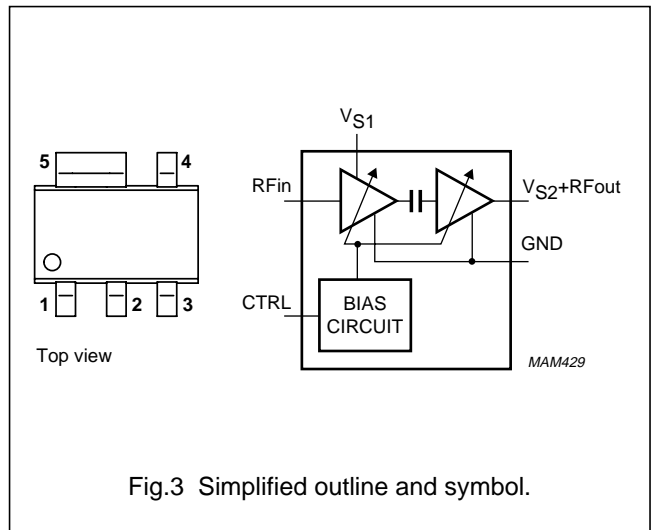 5 4
1 2 3
Top view
VS1
RFin
VS2+RFout
GND
CTRL
BIAS
CIRCUIT
MAM429
Fig.3 Simplified outline and symbol.